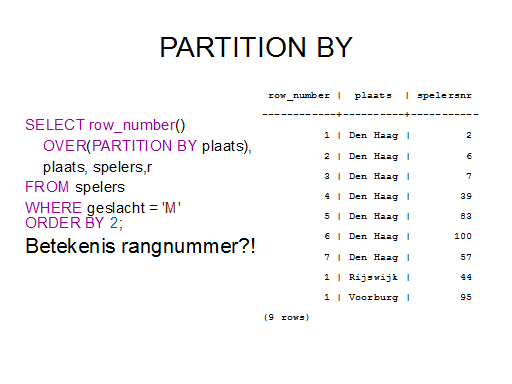 PARTITION BY
SELECT row_number()
OVER(PARTITION BY plaats),
plaats, spelers,r
FROM spelers
WHERE geslacht = 'M'
ORDER BY 2;
Betekenis rangnummer?!
row_number | plaats | spelersnr
------------+----------+-----------
1 | Den Haag | 2
2 | Den Haag | 6
3 | Den Haag | 7
4 | Den Haag | 39
5 | Den Haag | 83
6 | Den Haag | 100
7 | Den Haag | 57
1 | Rijswijk | 44
1 | Voorburg | 95
(9 rows)